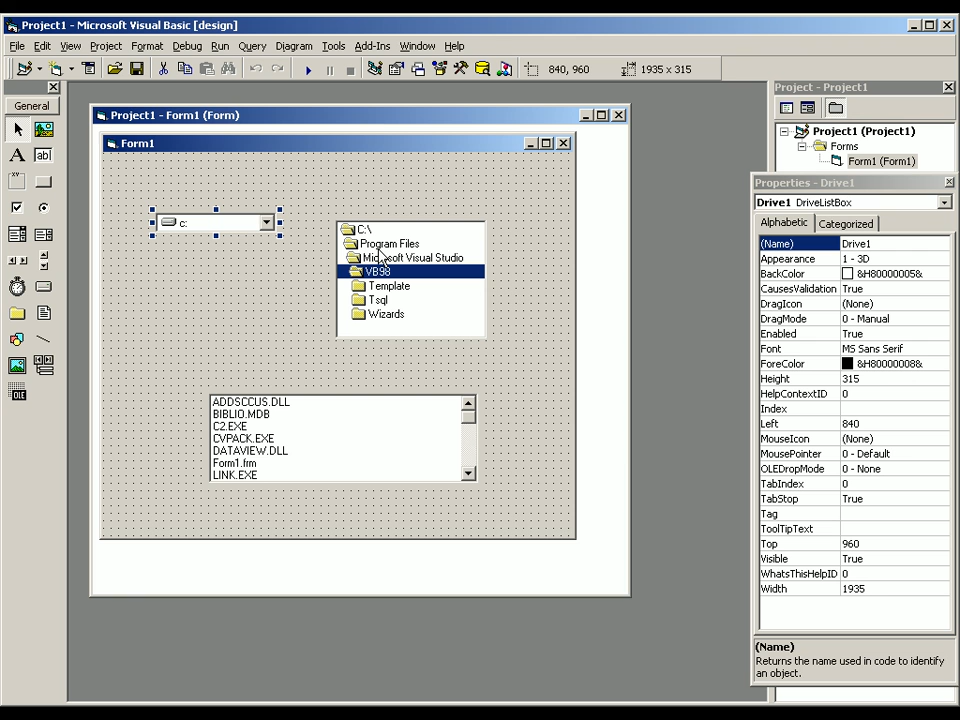 Project1 - Microsoft Visual Basic [design]
File Edit View Project Format Debug Run Query Diagram Tools Add-Ins Window Help
840, 960 1935 x 315
General
A ab|
XY
OLE
Project1 - Form1 (Form)
Form1
c:
C:\
Program Files
Microsoft Visual Studio
VB98
Template
Tsql
Wizards
ADDSCCUS.DLL
BIBLIO.MDB
C2.EXE
CVPACK.EXE
DATAVIEW.DLL
Form1.frm
LINK.EXE
Project - Project1
Project1 (Project1)
Forms
Form1 (Form1)
Properties - Drive1
Drive1 DriveListBox
Alphabetic Categorized
(Name) Drive1
Appearance 1 - 3D
BackColor &H80000005&
CausesValidation True
DragIcon (None)
DragMode 0 - Manual
Enabled True
Font MS Sans Serif
ForeColor &H80000008&
Height 315
HelpContextID 0
Index
Left 840
MouseIcon (None)
MousePointer 0 - Default
OLEDropMode 0 - None
TabIndex 0
TabStop True
Tag
ToolTipText
Top 960
Visible True
WhatsThisHelpID 0
Width 1935
(Name)
Returns the name used in code to identify
an object.